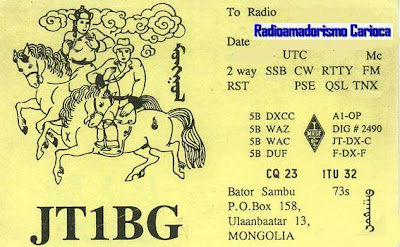 To Radio
Radioamadorismo Carioca
Date
UTC Mc
2 way SSB CW RTTY FM
RST PSE QSL TNX
5B DXCC A1-OP
5B WAZ DIG # 2490
5B WAC JT-DX-C
5B DUF F-DX-F
CQ 23 ITU 32
Bator Sambu 73s
P.O.Box 158,
Ulaanbaatar 13,
MONGOLIA
JT1BG